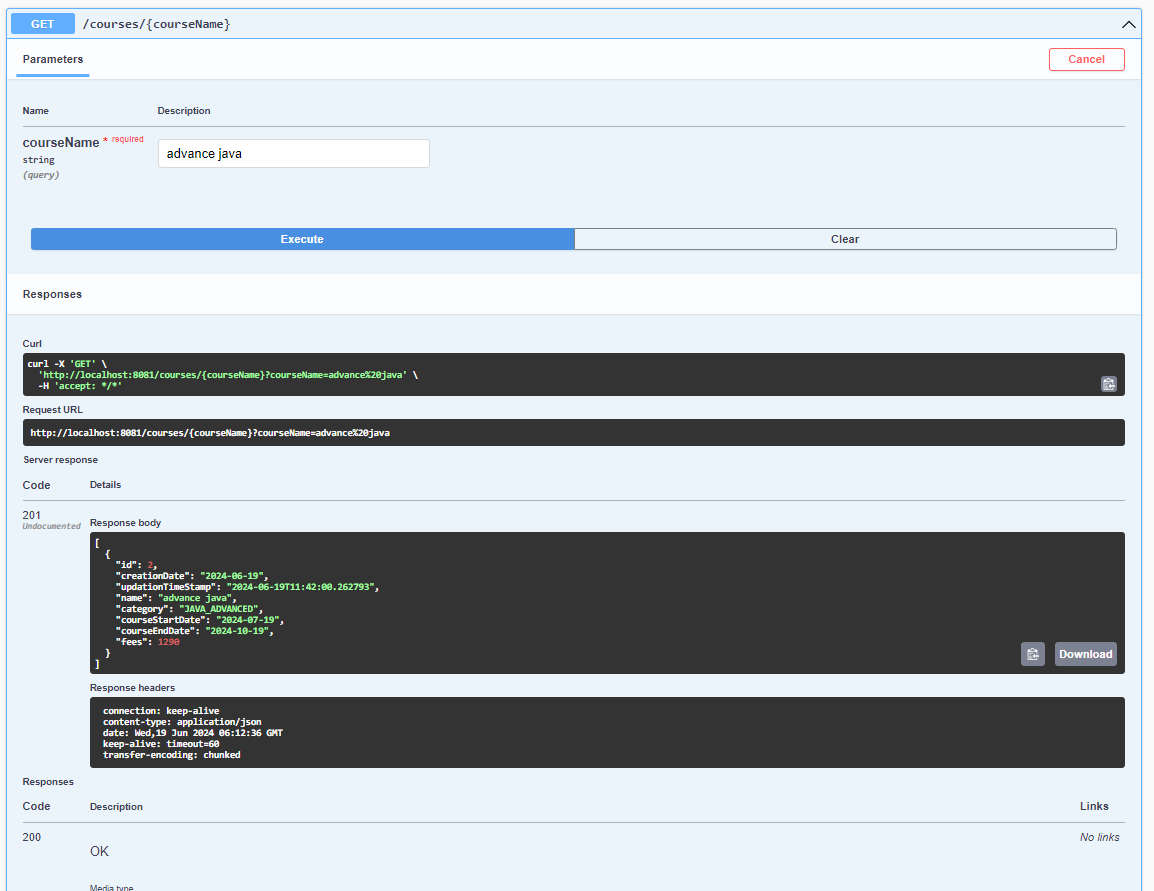 GET /courses/{courseName}
Parameters Cancel
Name Description
courseName * required
string
(query)
advance java
Execute Clear
Responses
Curl
curl -X 'GET' \
'http://localhost:8081/courses/{courseName}?courseName=advance%20java' \
-H 'accept: */*'
Request URL
http://localhost:8081/courses/{courseName}?courseName=advance%20java
Server response
Code Details
201
Undocumented
Response body
[
{
"id": 2,
"creationDate": "2024-06-19",
"updationTimeStamp": "2024-06-19T11:42:00.262793",
"name": "advance java",
"category": "JAVA_ADVANCED",
"courseStartDate": "2024-07-19",
"courseEndDate": "2024-10-19",
"fees": 1290
}
]
Download
Response headers
connection: keep-alive
content-type: application/json
date: Wed,19 Jun 2024 06:12:36 GMT
keep-alive: timeout=60
transfer-encoding: chunked
Responses
Code Description Links
200 No links
OK
Media type